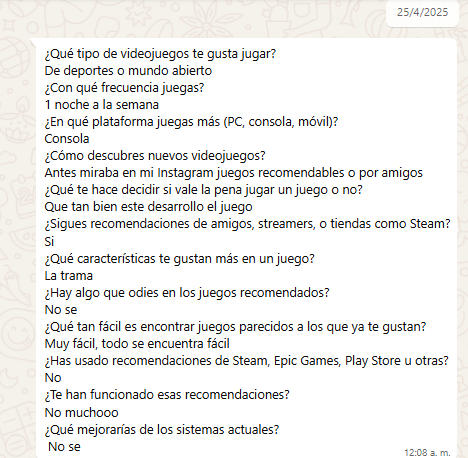 25/4/2025
¿Qué tipo de videojuegos te gusta jugar?
De deportes o mundo abierto
¿Con qué frecuencia juegas?
1 noche a la semana
¿En qué plataforma juegas más (PC, consola, móvil)?
Consola
¿Cómo descubres nuevos videojuegos?
Antes miraba en mi Instagram juegos recomendables o por amigos
¿Qué te hace decidir si vale la pena jugar un juego o no?
Que tan bien este desarrollo el juego
¿Sigues recomendaciones de amigos, streamers, o tiendas como Steam?
Si
¿Qué características te gustan más en un juego?
La trama
¿Hay algo que odies en los juegos recomendados?
No se
¿Qué tan fácil es encontrar juegos parecidos a los que ya te gustan?
Muy fácil, todo se encuentra fácil
¿Has usado recomendaciones de Steam, Epic Games, Play Store u otras?
No
¿Te han funcionado esas recomendaciones?
No muchooo
¿Qué mejorarías de los sistemas actuales?
No se
12:08 a. m.